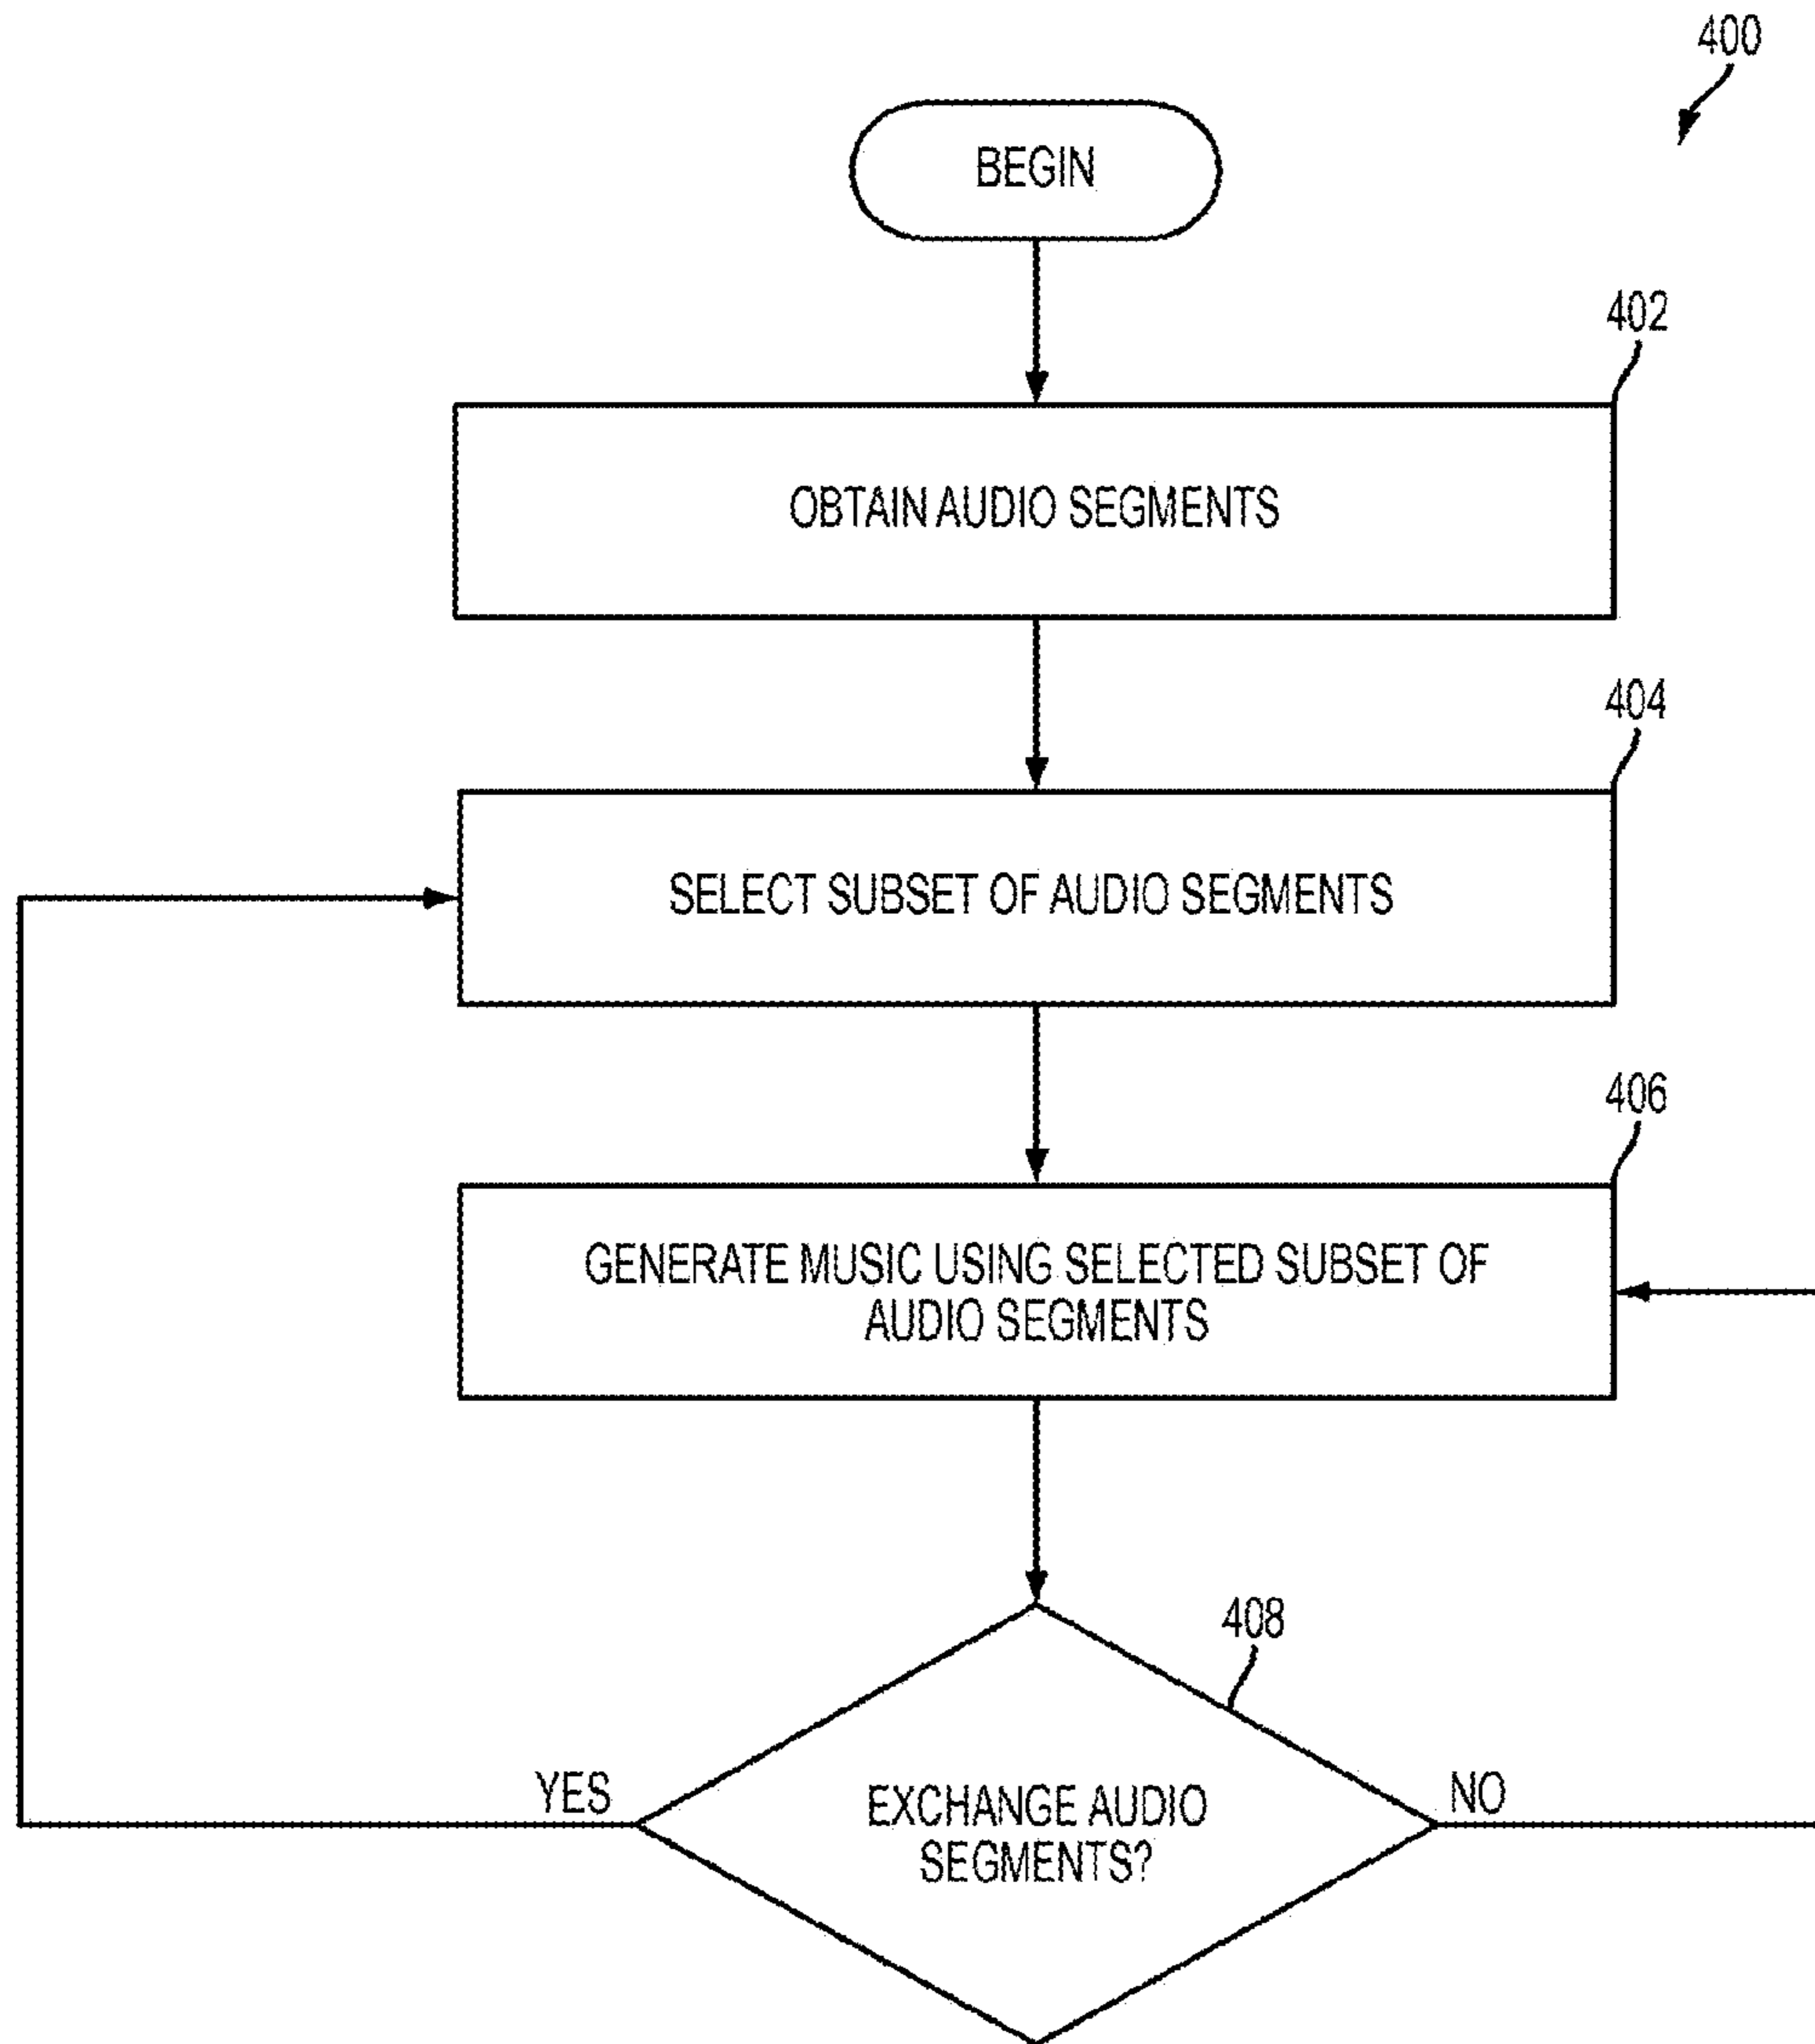 400
BEGIN
402
OBTAIN AUDIO SEGMENTS
404
SELECT SUBSET OF AUDIO SEGMENTS
406
GENERATE MUSIC USING SELECTED SUBSET OF
AUDIO SEGMENTS
408
YES
NO
EXCHANGE AUDIO
SEGMENTS?